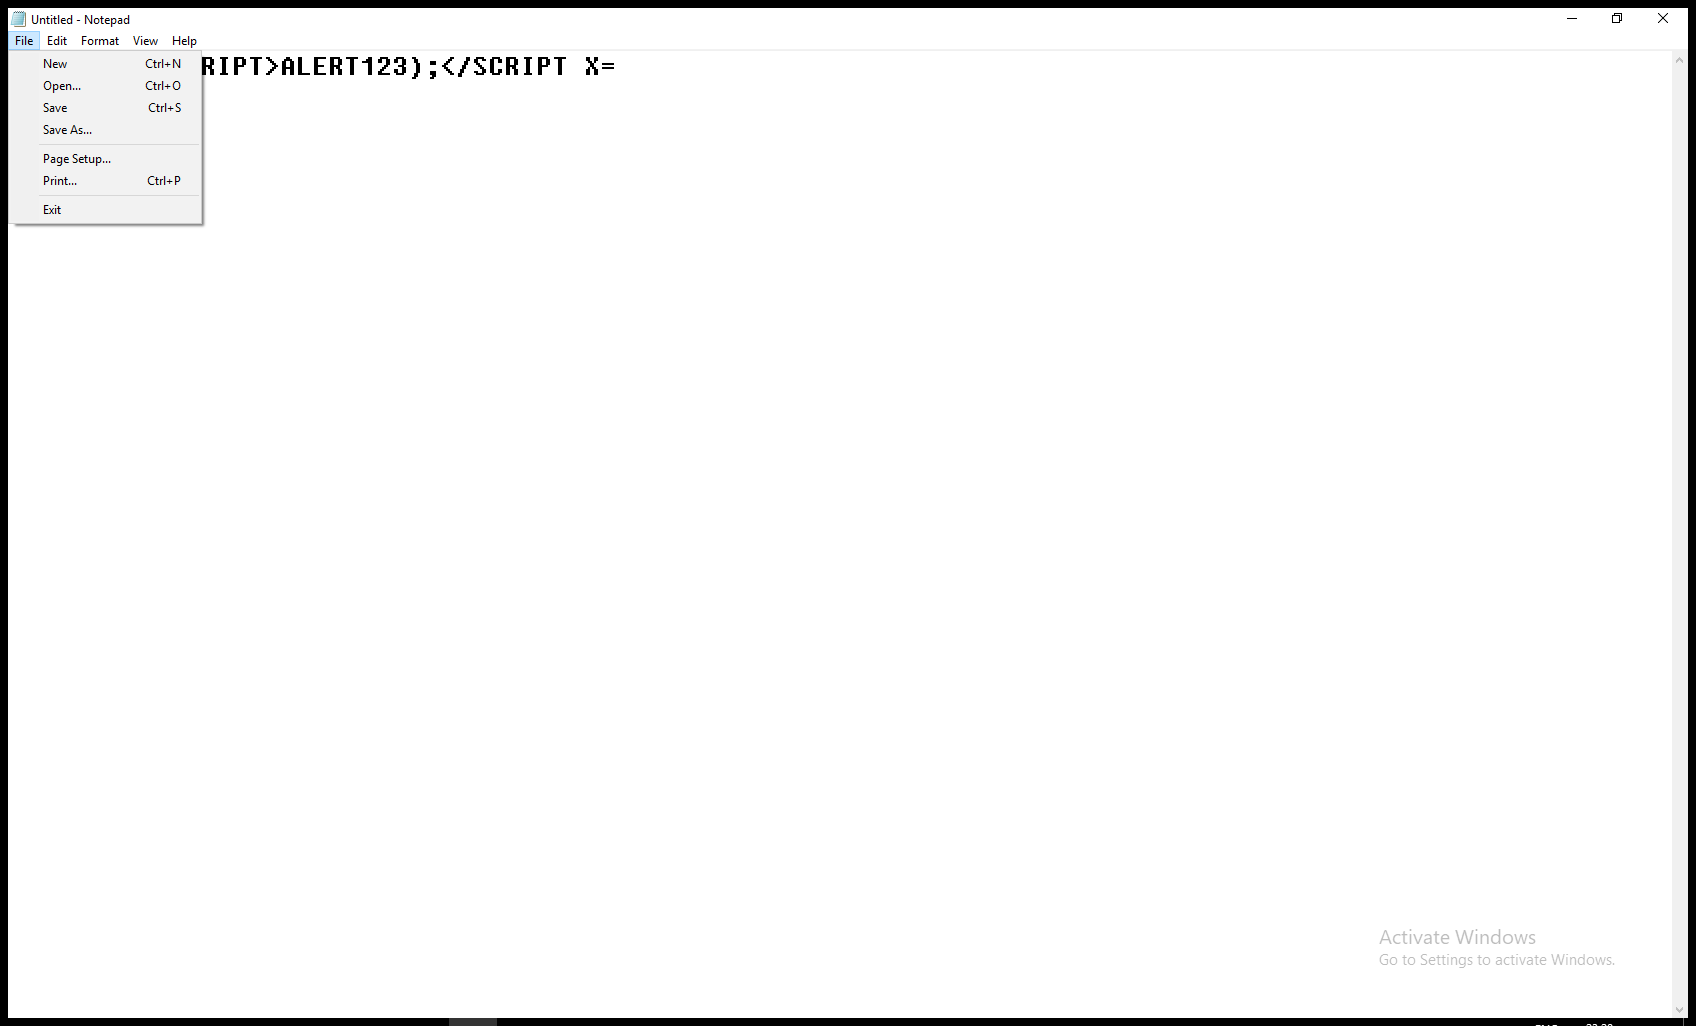 Untitled - Notepad
File Edit Format View Help
RIPT>ALERT123);</SCRIPT X=
New Ctrl+N
Open... Ctrl+O
Save Ctrl+S
Save As...
Page Setup...
Print... Ctrl+P
Exit
Activate Windows
Go to Settings to activate Windows.